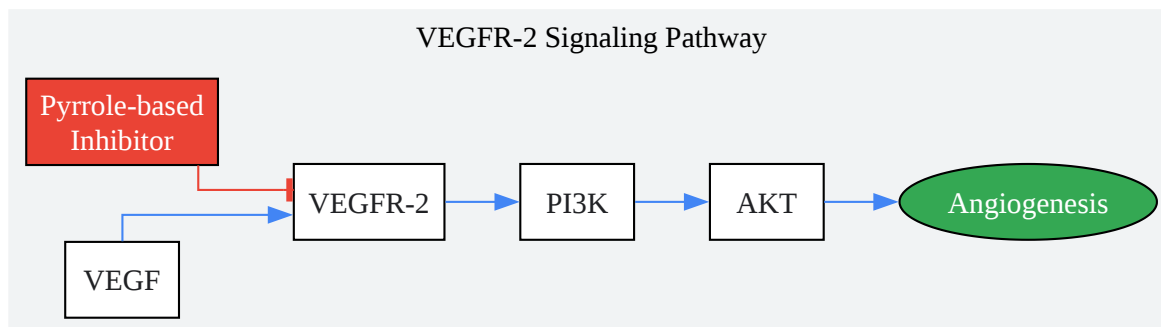 VEGFR-2 Signaling Pathway
Pyrrole-based
Inhibitor
VEGFR-2
PI3K
AKT
Angiogenesis
VEGF